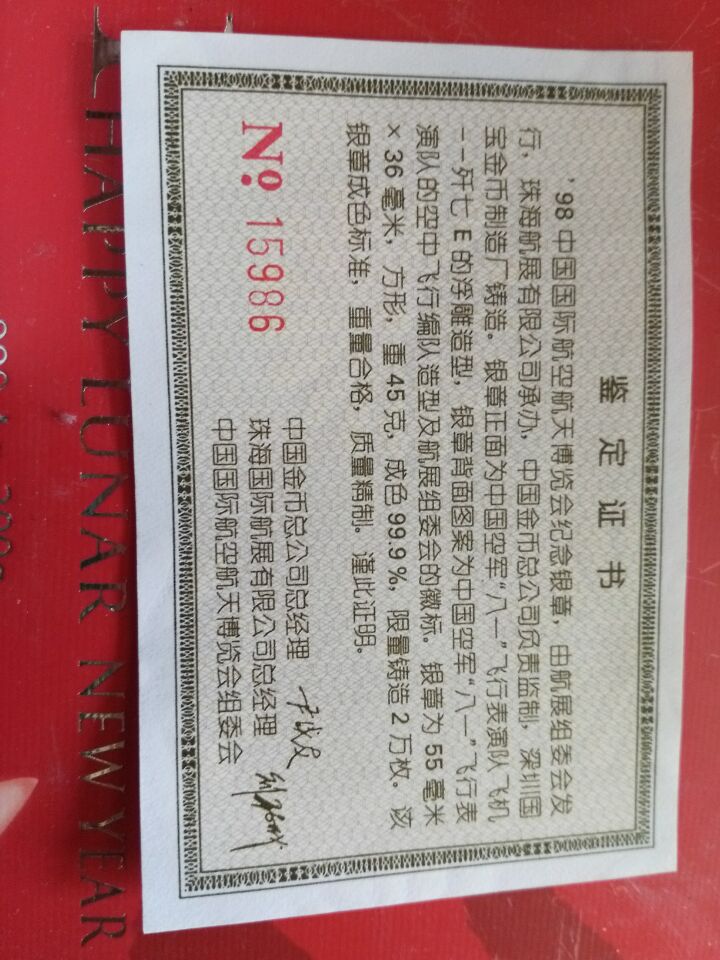 鉴定证书
'98中国国际航空航天博览会纪念银章，由航展组委会发
行，珠海航展有限公司承办，中国金币总公司负责监制，深圳国
宝金币制造厂铸造。银章正面为中国空军“八一”飞行表演队飞机
--歼七E的浮雕造型，银章背面图案为中国空军“八一”飞行表
演队的空中飞行编队造型及航展组委会的徽标。银章为55毫米
×36毫米，方形，重45克，成色99.9%，限量铸造2万枚。该
银章成色标准，重量合格，质量精制。谨此证明。
中国金币总公司总经理
珠海国际航展有限公司总经理
中国国际航空航天博览会组委会
№ 15986
HAPPY LUNAR NEW YEAR